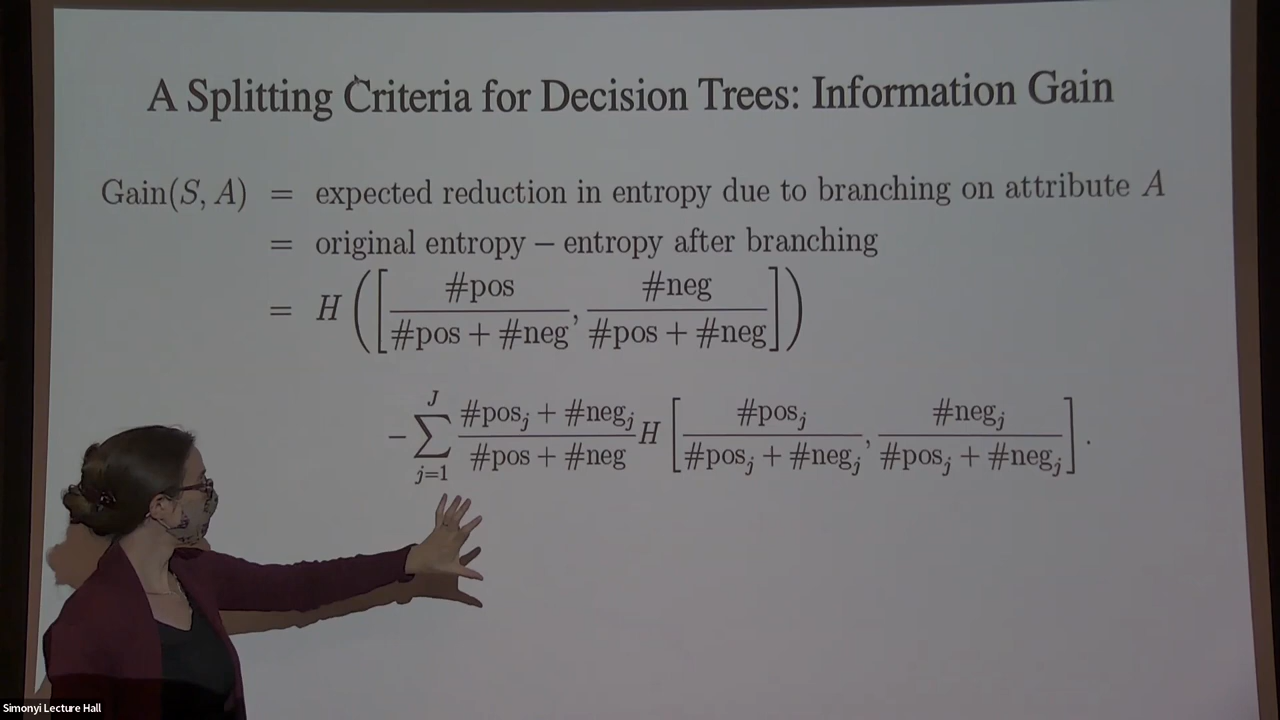 A Splitting Criteria for Decision Trees: Information Gain
Gain(S, A) = expected reduction in entropy due to branching on attribute A
= original entropy − entropy after branching
= H ([ #pos / #pos + #neg , #neg / #pos + #neg ])
− ∑_{j=1}^{J} #pos_j + #neg_j / #pos + #neg H [ #pos_j / #pos_j + #neg_j , #neg_j / #pos_j + #neg_j ] .
Simonyi Lecture Hall